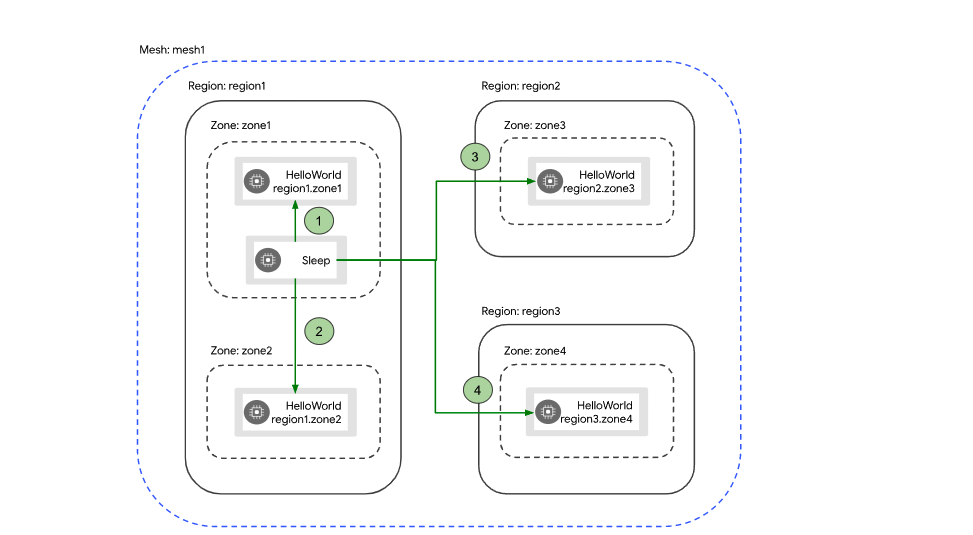 Mesh: mesh1
Region: region1
Zone: zone1
HelloWorld
region1.zone1
1
Sleep
2
Zone: zone2
HelloWorld
region1.zone2
Region: region2
Zone: zone3
3
HelloWorld
region2.zone3
Region: region3
Zone: zone4
4
HelloWorld
region3.zone4